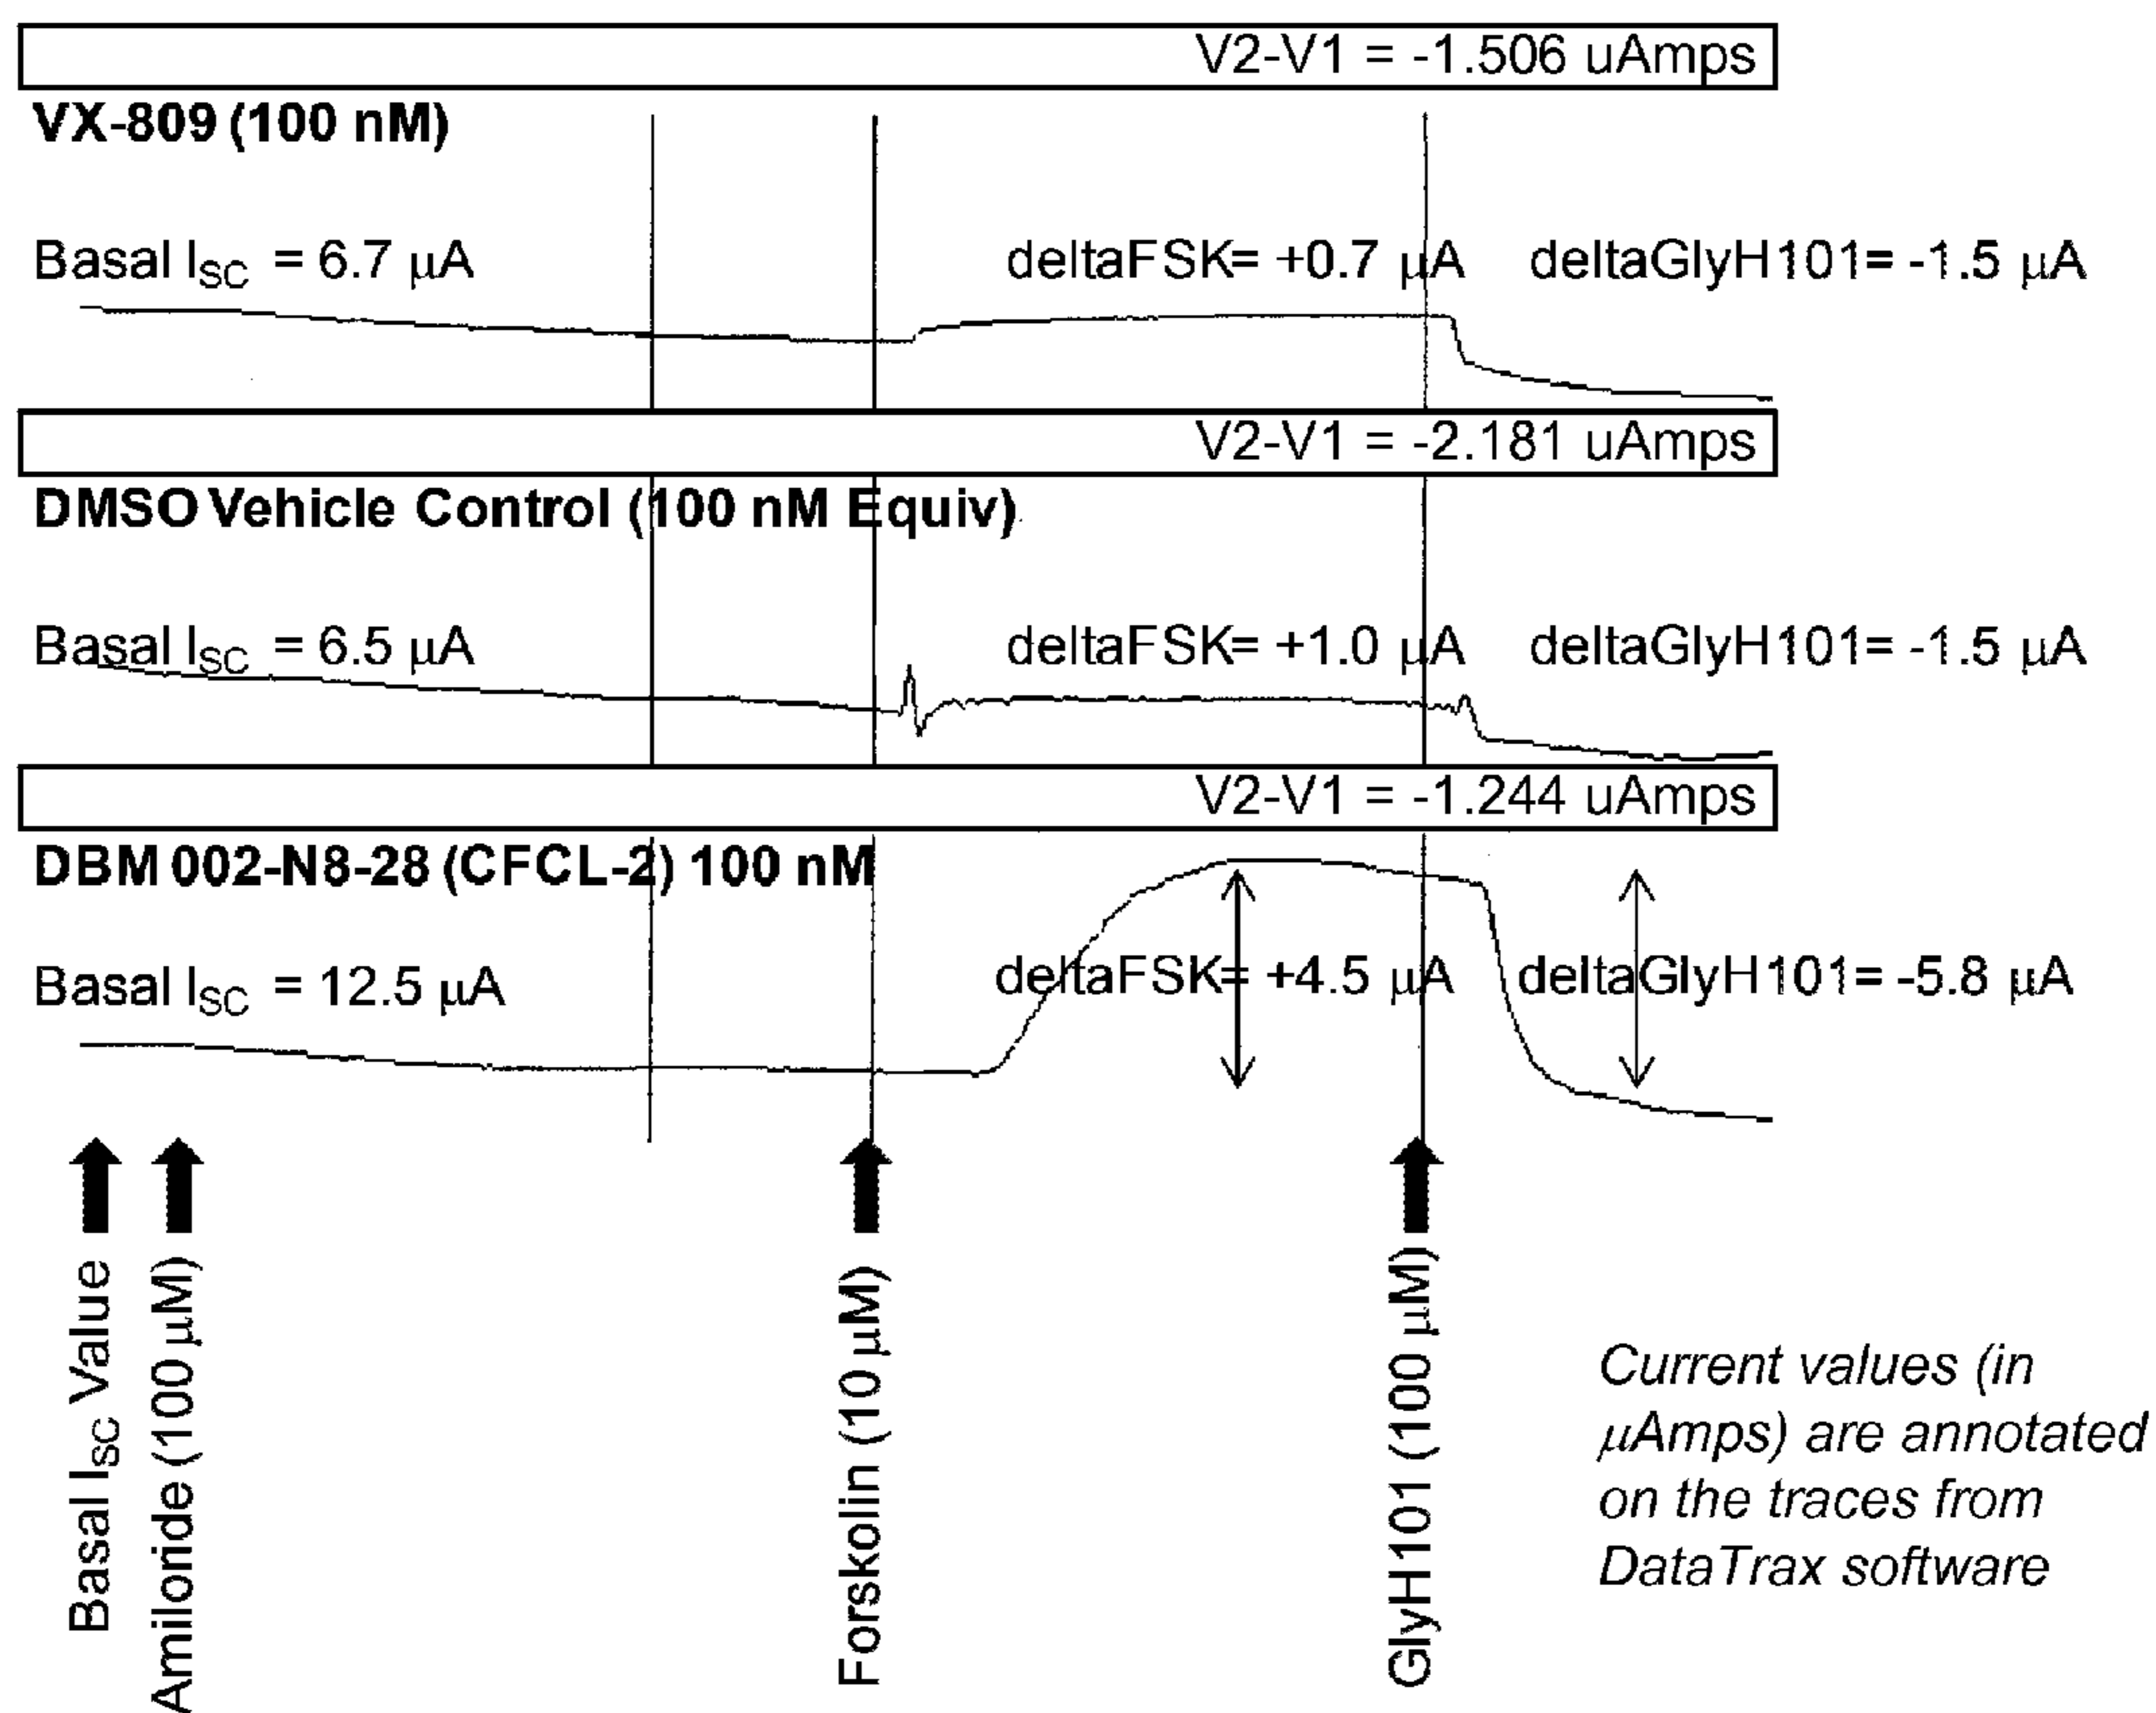 V2-V1 = -1.506 uAmps
VX-809 (100 nM)
Basal ISC = 6.7 μA
deltaFSK= +0.7 μA
deltaGlyH101= -1.5 μA
V2-V1 = -2.181 uAmps
DMSO Vehicle Control (100 nM Equiv)
Basal ISC = 6.5 μA
deltaFSK= +1.0 μA
deltaGlyH101= -1.5 μA
V2-V1 = -1.244 uAmps
DBM 002-N8-28 (CFCL-2) 100 nM
Basal ISC = 12.5 μA
deltaFSK= +4.5 μA
deltaGlyH101= -5.8 μA
Basal ISC Value
Amiloride (100 μM)
Forskolin (10 μM)
GlyH101 (100 μM)
Current values (in
μAmps) are annotated
on the traces from
DataTrax software